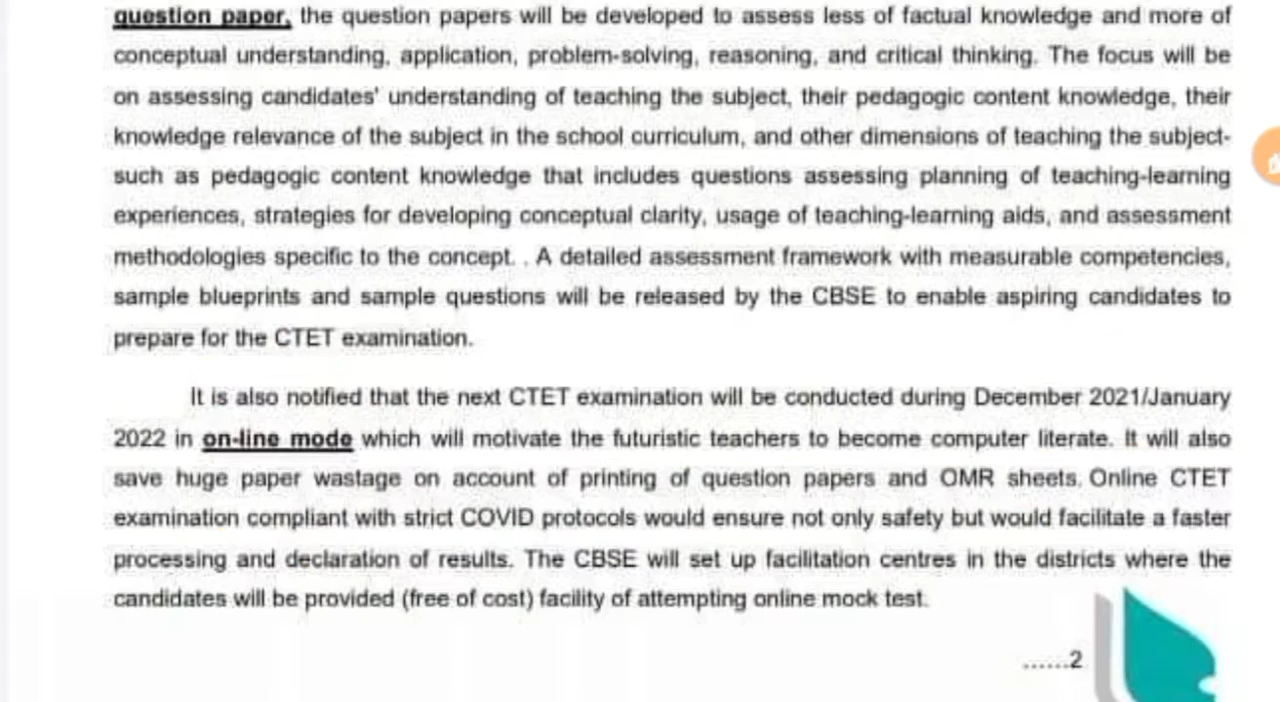 question paper, the question papers will be developed to assess less of factual knowledge and more of
conceptual understanding, application, problem-solving, reasoning, and critical thinking. The focus will be
on assessing candidates' understanding of teaching the subject, their pedagogic content knowledge, their
knowledge relevance of the subject in the school curriculum, and other dimensions of teaching the subject-
such as pedagogic content knowledge that includes questions assessing planning of teaching-learning
experiences, strategies for developing conceptual clarity, usage of teaching-learning aids, and assessment
methodologies specific to the concept. . A detailed assessment framework with measurable competencies,
sample blueprints and sample questions will be released by the CBSE to enable aspiring candidates to
prepare for the CTET examination.
It is also notified that the next CTET examination will be conducted during December 2021/January
2022 in on-line mode which will motivate the futuristic teachers to become computer literate. It will also
save huge paper wastage on account of printing of question papers and OMR sheets. Online CTET
examination compliant with strict COVID protocols would ensure not only safety but would facilitate a faster
processing and declaration of results. The CBSE will set up facilitation centres in the districts where the
candidates will be provided (free of cost) facility of attempting online mock test.
......2